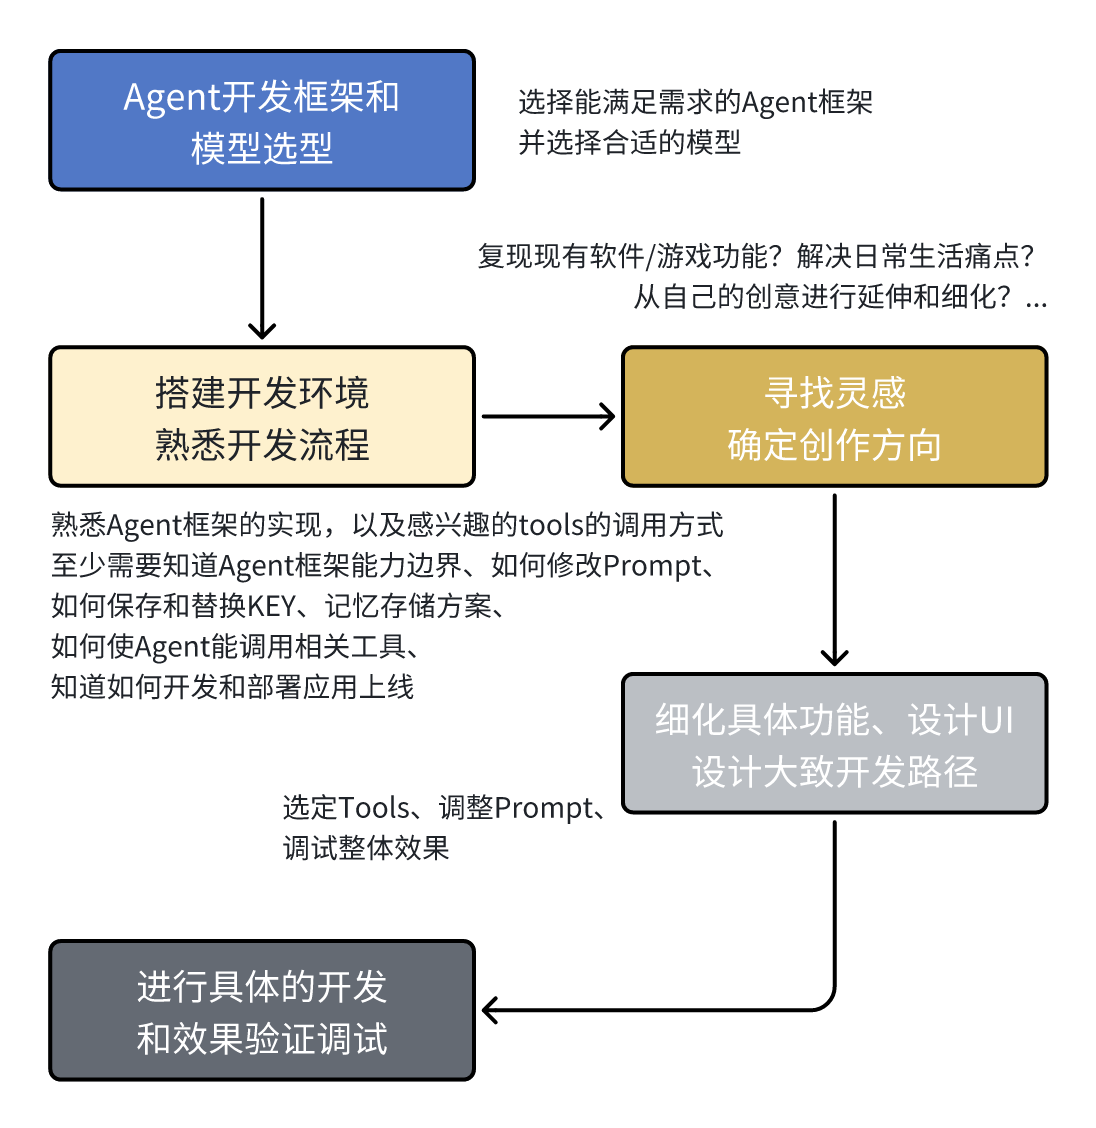 Agent开发框架和
模型选型
选择能满足需求的Agent框架
并选择合适的模型
复现现有软件/游戏功能？解决日常生活痛点？
从自己的创意进行延伸和细化？...
搭建开发环境
熟悉开发流程
寻找灵感
确定创作方向
熟悉Agent框架的实现，以及感兴趣的tools的调用方式
至少需要知道Agent框架能力边界、如何修改Prompt、
如何保存和替换KEY、记忆存储方案、
如何使Agent能调用相关工具、
知道如何开发和部署应用上线
细化具体功能、设计UI
设计大致开发路径
选定Tools、调整Prompt、
调试整体效果
进行具体的开发
和效果验证调试